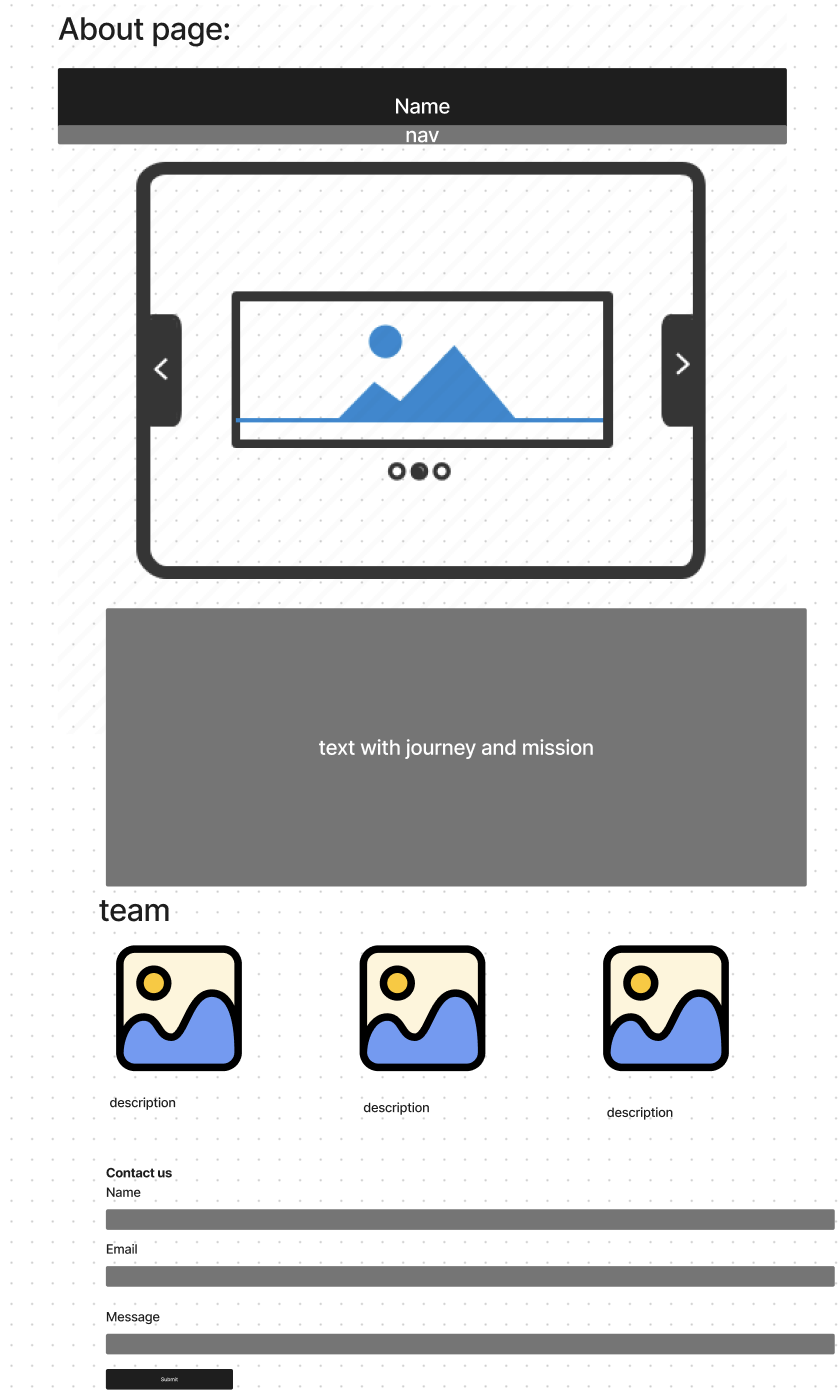 About page:
Name
nav
text with journey and mission
team
description
description
description
Contact us
Name
Email
Message
Submit